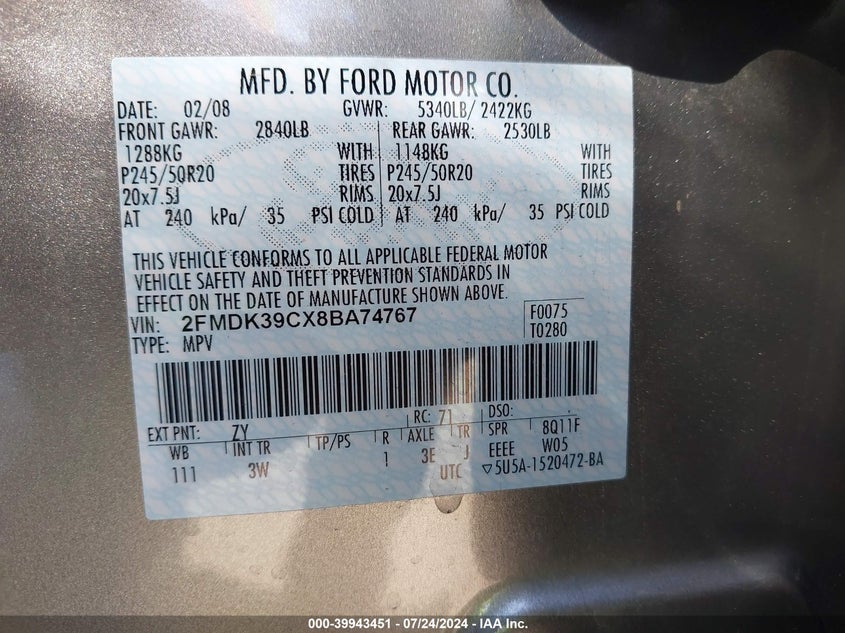 MFD. BY FORD MOTOR CO.
DATE: 02/08 GVWR: 5340LB/ 2422KG
FRONT GAWR: 2840LB REAR GAWR: 2530LB
1288KG WITH 1148KG WITH
P245/50R20 TIRES P245/50R20 TIRES
20x7.5J RIMS 20x7.5J RIMS
AT 240 kPa/ 35 PSI COLD AT 240 kPa/ 35 PSI COLD
THIS VEHICLE CONFORMS TO ALL APPLICABLE FEDERAL MOTOR
VEHICLE SAFETY AND THEFT PREVENTION STANDARDS IN
EFFECT ON THE DATE OF MANUFACTURE SHOWN ABOVE.
VIN: 2FMDK39CX8BA74767 F0075
TYPE: MPV T0280
EXT PNT: ZY RC: 71 DSO:
WB INT TR TP/PS R AXLE TR SPR 8Q11F
111 3W 1 3E J EEEE W05
UTC ▽5U5A-1520472-BA
000-39943451 - 07/24/2024 - IAA Inc.